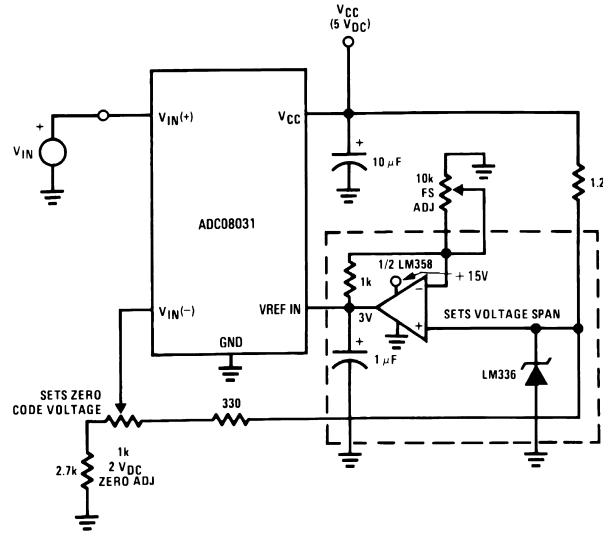 VCC
(5 VDC)
VIN(+)
VCC
+
VIN
+
10 µF
10k
FS
ADJ
1.2
ADC08031
1/2 LM358
+ 15V
1k
VIN(−)
VREF IN
3V
−
+
SETS VOLTAGE SPAN
GND
+
1 µF
LM336
SETS ZERO
CODE VOLTAGE
330
1k
2 VDC
ZERO ADJ
2.7k